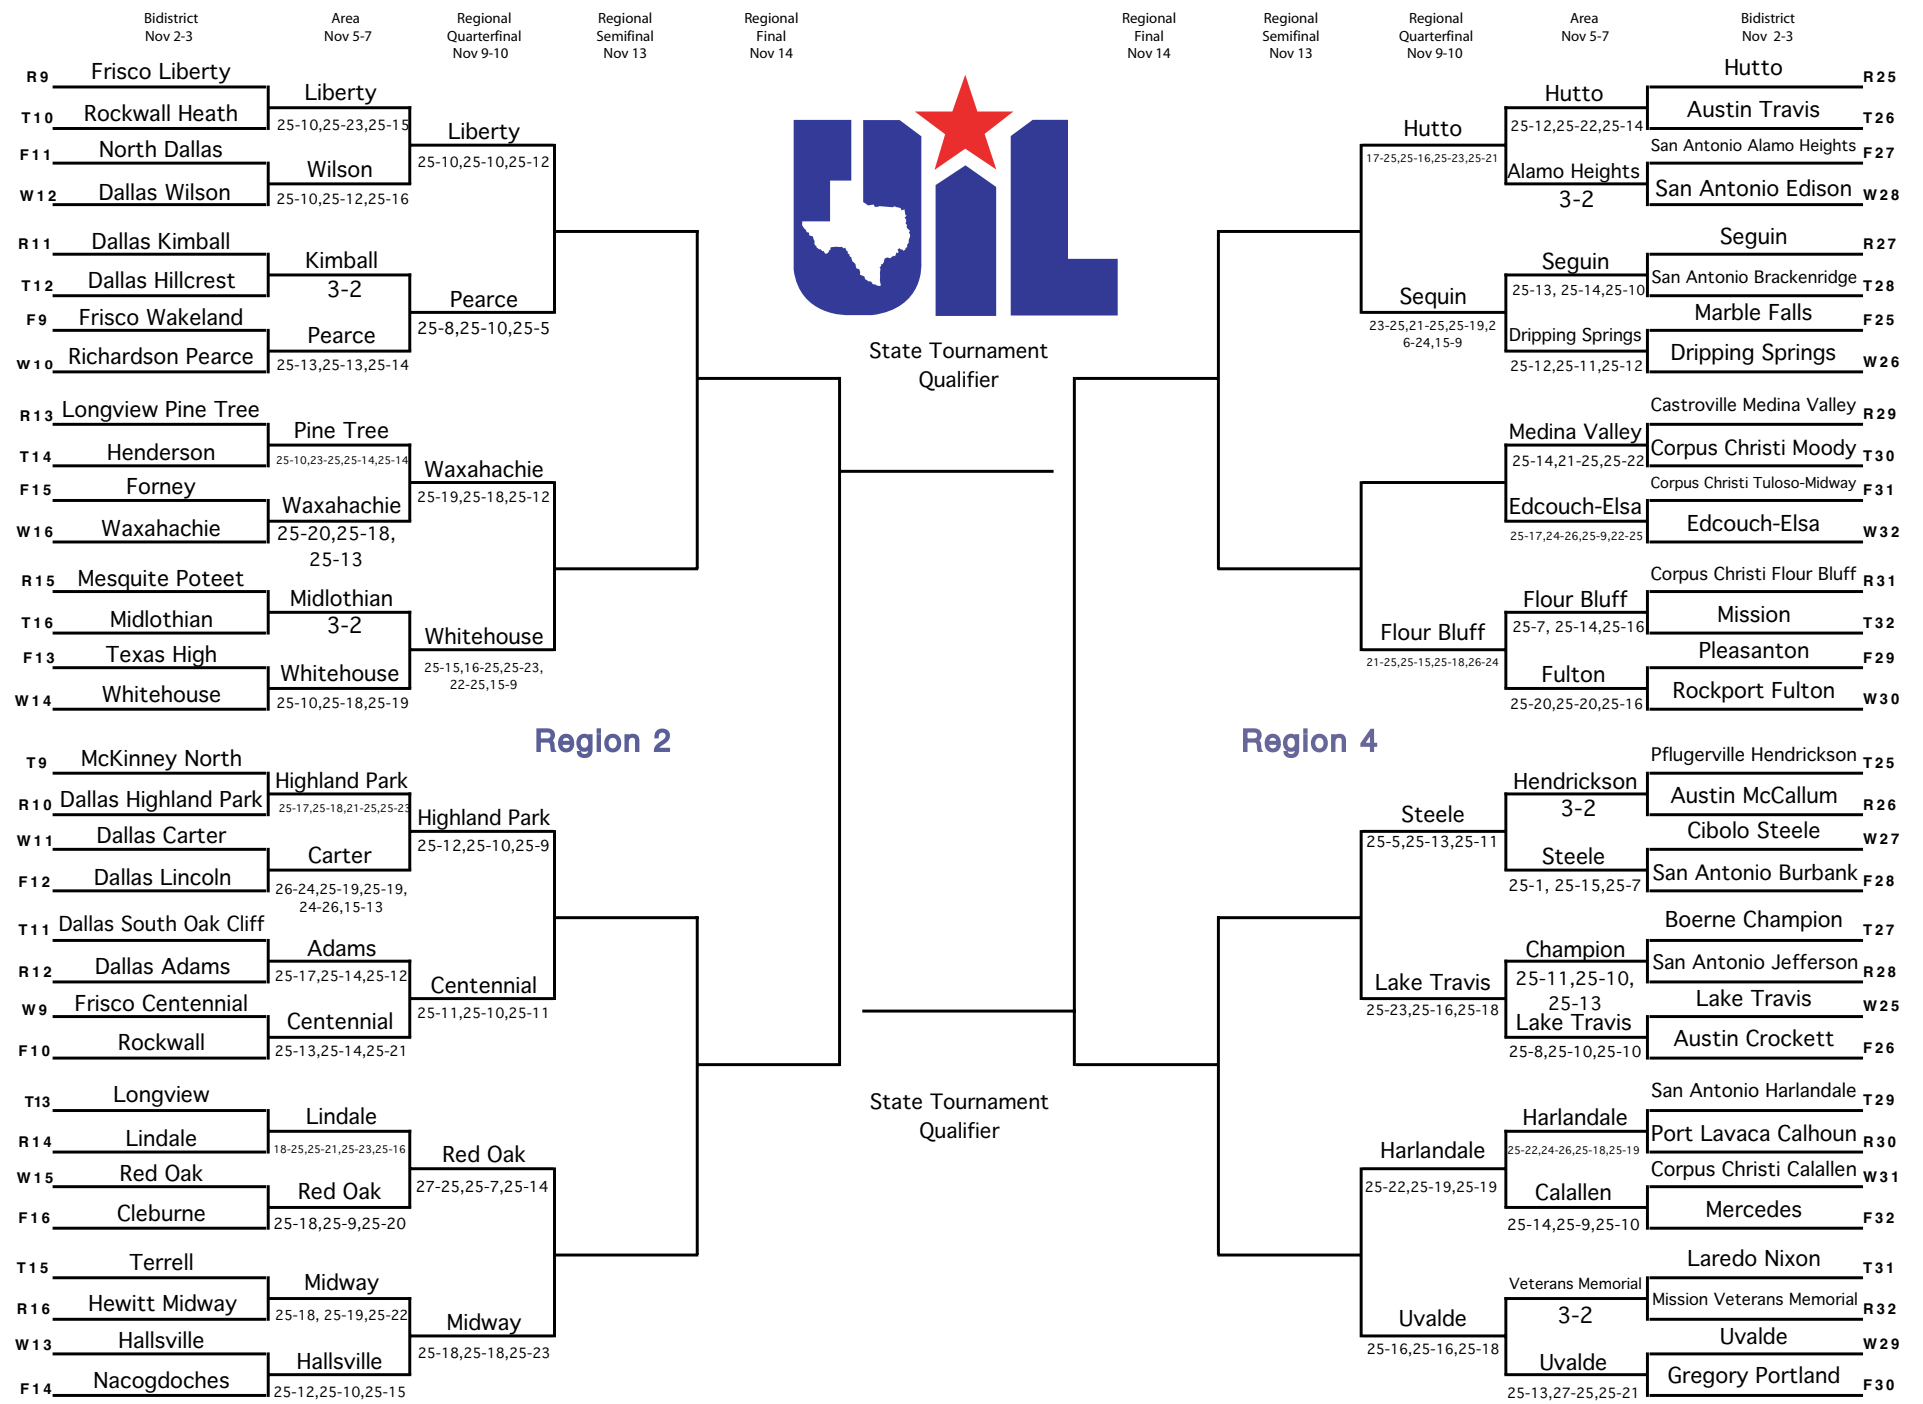 Bidistrict
Nov 2-3
Area
Nov 5-7
Regional
Quarterfinal
Nov 9-10
Regional
Semifinal
Nov 13
Regional
Final
Nov 14
Regional
Final
Nov 14
Regional
Semifinal
Nov 13
Regional
Quarterfinal
Nov 9-10
Area
Nov 5-7
Bidistrict
Nov 2-3
R9 Frisco Liberty
T10 Rockwall Heath
F11 North Dallas
W12 Dallas Wilson
R11 Dallas Kimball
T12 Dallas Hillcrest
F9 Frisco Wakeland
W10 Richardson Pearce
R13 Longview Pine Tree
T14 Henderson
F15 Forney
W16 Waxahachie
R15 Mesquite Poteet
T16 Midlothian
F13 Texas High
W14 Whitehouse
T9 McKinney North
R10 Dallas Highland Park
W11 Dallas Carter
F12 Dallas Lincoln
T11 Dallas South Oak Cliff
R12 Dallas Adams
W9 Frisco Centennial
F10 Rockwall
T13 Longview
R14 Lindale
W15 Red Oak
F16 Cleburne
T15 Terrell
R16 Hewitt Midway
W13 Hallsville
F14 Nacogdoches
Liberty
25-10,25-23,25-15
Wilson
25-10,25-12,25-16
Kimball
3-2
Pearce
25-13,25-13,25-14
Pine Tree
25-10,23-25,25-14,25-14
Waxahachie
25-20,25-18,
25-13
Midlothian
3-2
Whitehouse
25-10,25-18,25-19
Highland Park
25-17,25-18,21-25,25-23
Carter
26-24,25-19,25-19,
24-26,15-13
Adams
25-17,25-14,25-12
Centennial
25-13,25-14,25-21
Lindale
18-25,25-21,25-23,25-16
Red Oak
25-18,25-9,25-20
Midway
25-18, 25-19,25-22
Hallsville
25-12,25-10,25-15
Liberty
25-10,25-10,25-12
Pearce
25-8,25-10,25-5
Waxahachie
25-19,25-18,25-12
Whitehouse
25-15,16-25,25-23,
22-25,15-9
Highland Park
25-12,25-10,25-9
Centennial
25-11,25-10,25-11
Red Oak
27-25,25-7,25-14
Midway
25-18,25-18,25-23
Region 2
UIL
State Tournament
Qualifier
State Tournament
Qualifier
Region 4
Hutto
17-25,25-16,25-23,25-21
Sequin
23-25,21-25,25-19,2
6-24,15-9
Flour Bluff
21-25,25-15,25-18,26-24
Steele
25-5,25-13,25-11
Lake Travis
25-23,25-16,25-18
Harlandale
25-22,25-19,25-19
Uvalde
25-16,25-16,25-18
Hutto
25-12,25-22,25-14
Alamo Heights
3-2
Seguin
25-13, 25-14,25-10
Dripping Springs
25-12,25-11,25-12
Medina Valley
25-14,21-25,25-22
Edcouch-Elsa
25-17,24-26,25-9,22-25
Flour Bluff
25-7, 25-14,25-16
Fulton
25-20,25-20,25-16
Hendrickson
3-2
Steele
25-1, 25-15,25-7
Champion
25-11,25-10,
25-13
Lake Travis
25-8,25-10,25-10
Harlandale
25-22,24-26,25-18,25-19
Calallen
25-14,25-9,25-10
Veterans Memorial
3-2
Uvalde
25-13,27-25,25-21
Hutto R25
Austin Travis T26
San Antonio Alamo Heights F27
San Antonio Edison W28
Seguin R27
San Antonio Brackenridge T28
Marble Falls F25
Dripping Springs W26
Castroville Medina Valley R29
Corpus Christi Moody T30
Corpus Christi Tuloso-Midway F31
Edcouch-Elsa W32
Corpus Christi Flour Bluff R31
Mission T32
Pleasanton F29
Rockport Fulton W30
Pflugerville Hendrickson T25
Austin McCallum R26
Cibolo Steele W27
San Antonio Burbank F28
Boerne Champion T27
San Antonio Jefferson R28
Lake Travis W25
Austin Crockett F26
San Antonio Harlandale T29
Port Lavaca Calhoun R30
Corpus Christi Calallen W31
Mercedes F32
Laredo Nixon T31
Mission Veterans Memorial R32
Uvalde W29
Gregory Portland F30